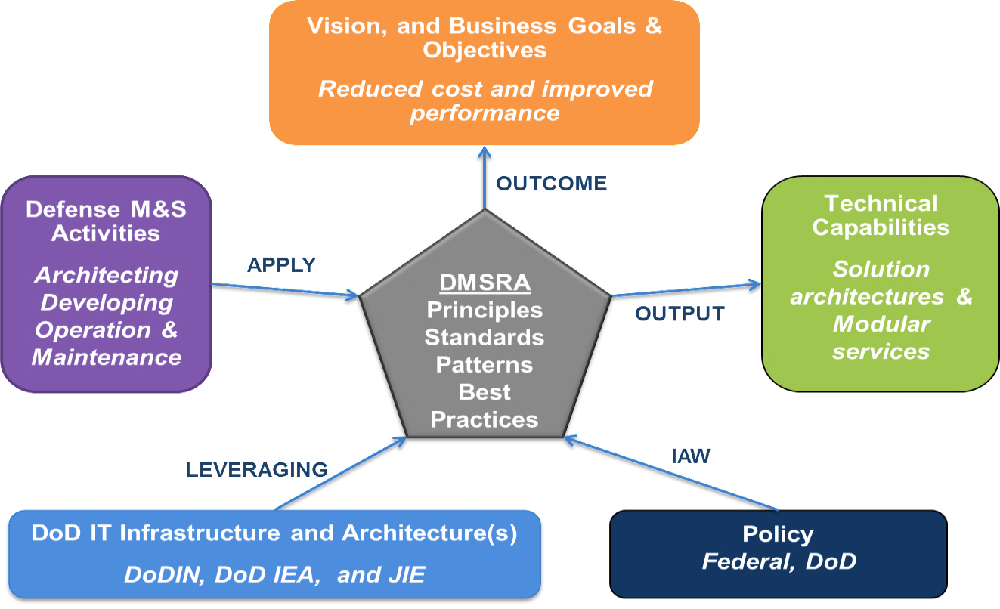 Vision, and Business Goals &
Objectives
Reduced cost and improved
performance
OUTCOME
Defense M&S
Activities
Architecting
Developing
Operation &
Maintenance
APPLY
DMSRA
Principles
Standards
Patterns
Best
Practices
OUTPUT
Technical
Capabilities
Solution
architectures &
Modular
services
LEVERAGING
IAW
DoD IT Infrastructure and Architecture(s)
DoDIN, DoD IEA, and JIE
Policy
Federal, DoD